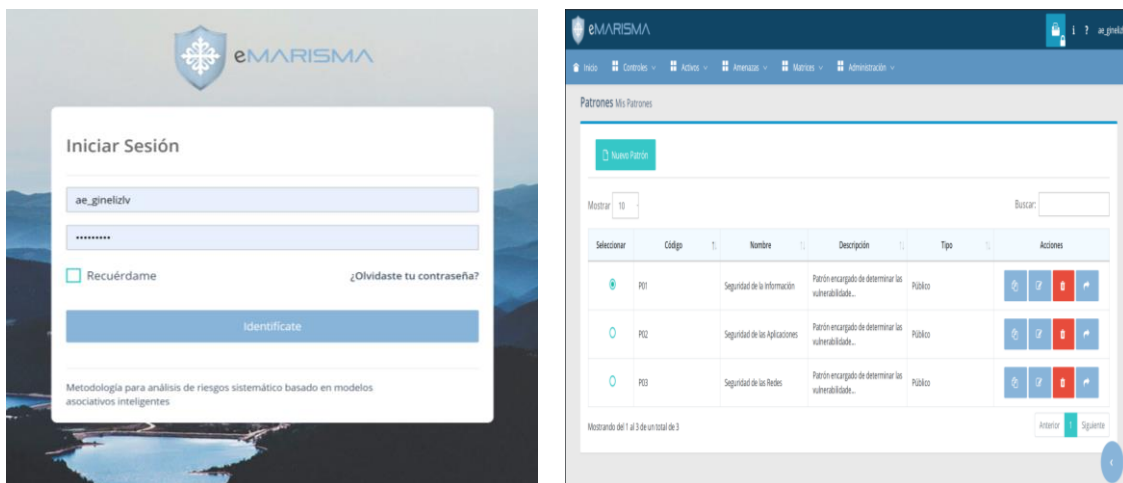 eMARISMA
Iniciar Sesión
ae_ginelizlv
•••••••••
Recuérdame
¿Olvidaste tu contraseña?
Identifícate
Metodología para análisis de riesgos sistemático basado en modelos
asociativos inteligentes
eMARISMA
i ? ae_gineliz
Inicio Controles Activos Amenazas Matrices Administración
Patrones Mis Patrones
Nuevo Patrón
Mostrar 10
Buscar:
Seleccionar Código Nombre Descripción Tipo Acciones
P01 Seguridad de la Información Patrón encargado de determinar las Público
vulnerabilidade...
P02 Seguridad de las Aplicaciones Patrón encargado de determinar las Público
vulnerabilidade...
P03 Seguridad de las Redes Patrón encargado de determinar las Público
vulnerabilidade...
Mostrando del 1 al 3 de un total de 3
Anterior 1 Siguiente